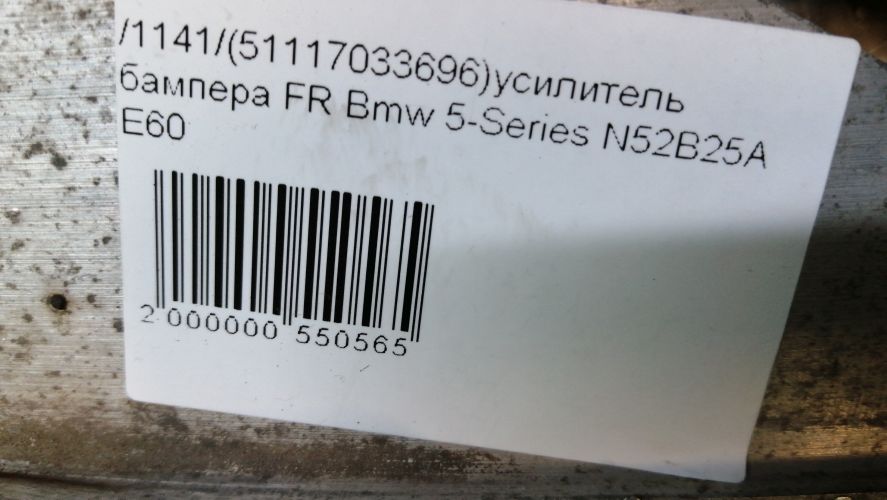 /1141/(51117033696)усилитель
бампера FR Bmw 5-Series N52B25A
E60
2 000000 550565